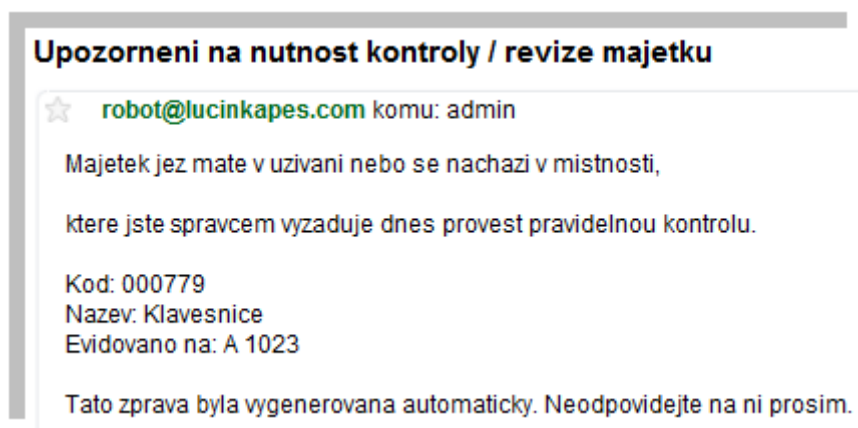 Upozorneni na nutnost kontroly / revize majetku
robot@lucinkapes.com komu: admin
Majetek jez mate v uzivani nebo se nachazi v mistnosti,
ktere jste spravcem vyzaduje dnes provest pravidelnou kontrolu.
Kod: 000779
Nazev: Klavesnice
Evidovano na: A 1023
Tato zprava byla vygenerovana automaticky. Neodpovidejte na ni prosim.